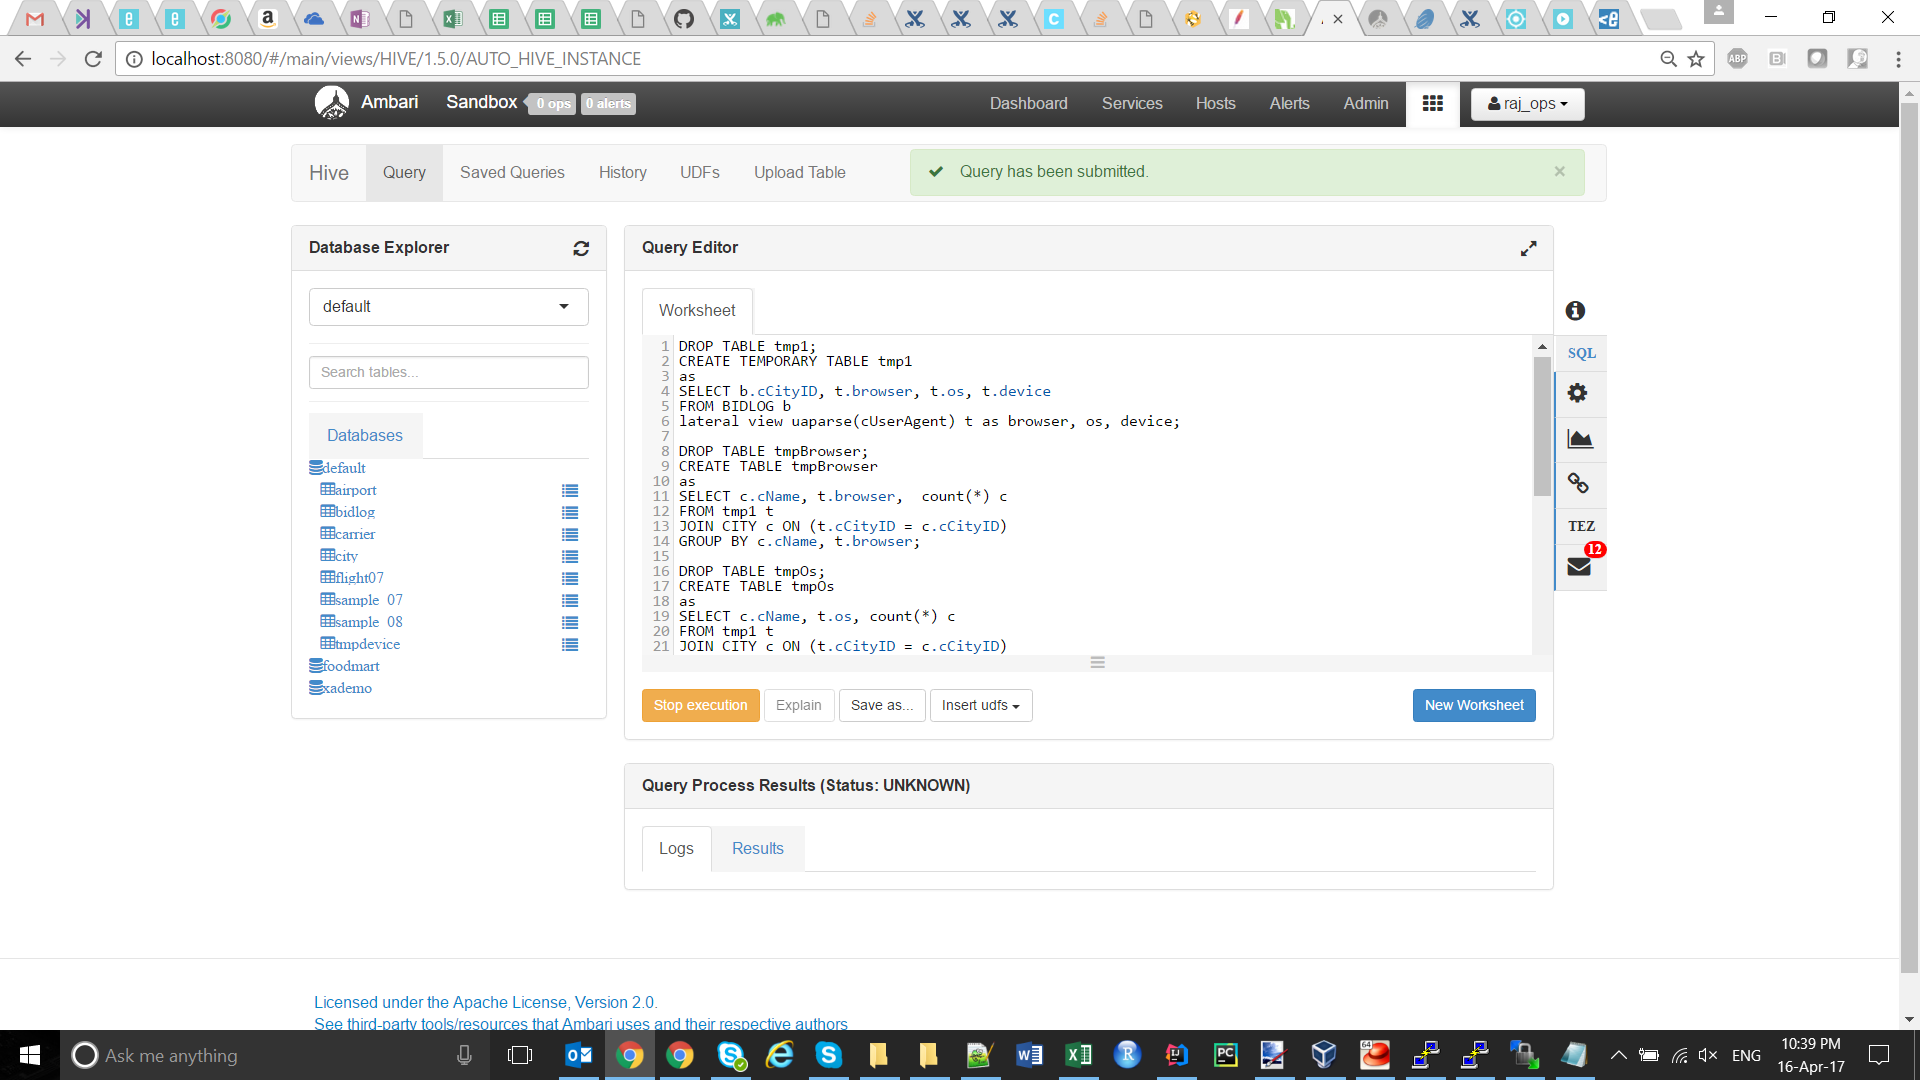 localhost:8080/#/main/views/HIVE/1.5.0/AUTO_HIVE_INSTANCE
ABP
Ambari
Sandbox
0 ops
0 alerts
Dashboard
Services
Hosts
Alerts
Admin
raj_ops
Hive
Query
Saved Queries
History
UDFs
Upload Table
Query has been submitted.
×
Database Explorer
default
Search tables...
Databases
default
airport
bidlog
carrier
city
flight07
sample_07
sample_08
tmpdevice
foodmart
xademo
Query Editor
Worksheet
1 DROP TABLE tmp1;
2 CREATE TEMPORARY TABLE tmp1
3 as
4 SELECT b.cCityID, t.browser, t.os, t.device
5 FROM BIDLOG b
6 lateral view uaparse(cUserAgent) t as browser, os, device;
7
8 DROP TABLE tmpBrowser;
9 CREATE TABLE tmpBrowser
10 as
11 SELECT c.cName, t.browser,  count(*) c
12 FROM tmp1 t
13 JOIN CITY c ON (t.cCityID = c.cCityID)
14 GROUP BY c.cName, t.browser;
15
16 DROP TABLE tmpOs;
17 CREATE TABLE tmpOs
18 as
19 SELECT c.cName, t.os, count(*) c
20 FROM tmp1 t
21 JOIN CITY c ON (t.cCityID = c.cCityID)
SQL
TEZ
12
Stop execution
Explain
Save as...
Insert udfs
New Worksheet
Query Process Results (Status: UNKNOWN)
Logs
Results
Licensed under the Apache License, Version 2.0.
See third-party tools/resources that Ambari uses and their respective authors
Ask me anything
ENG
10:39 PM
16-Apr-17